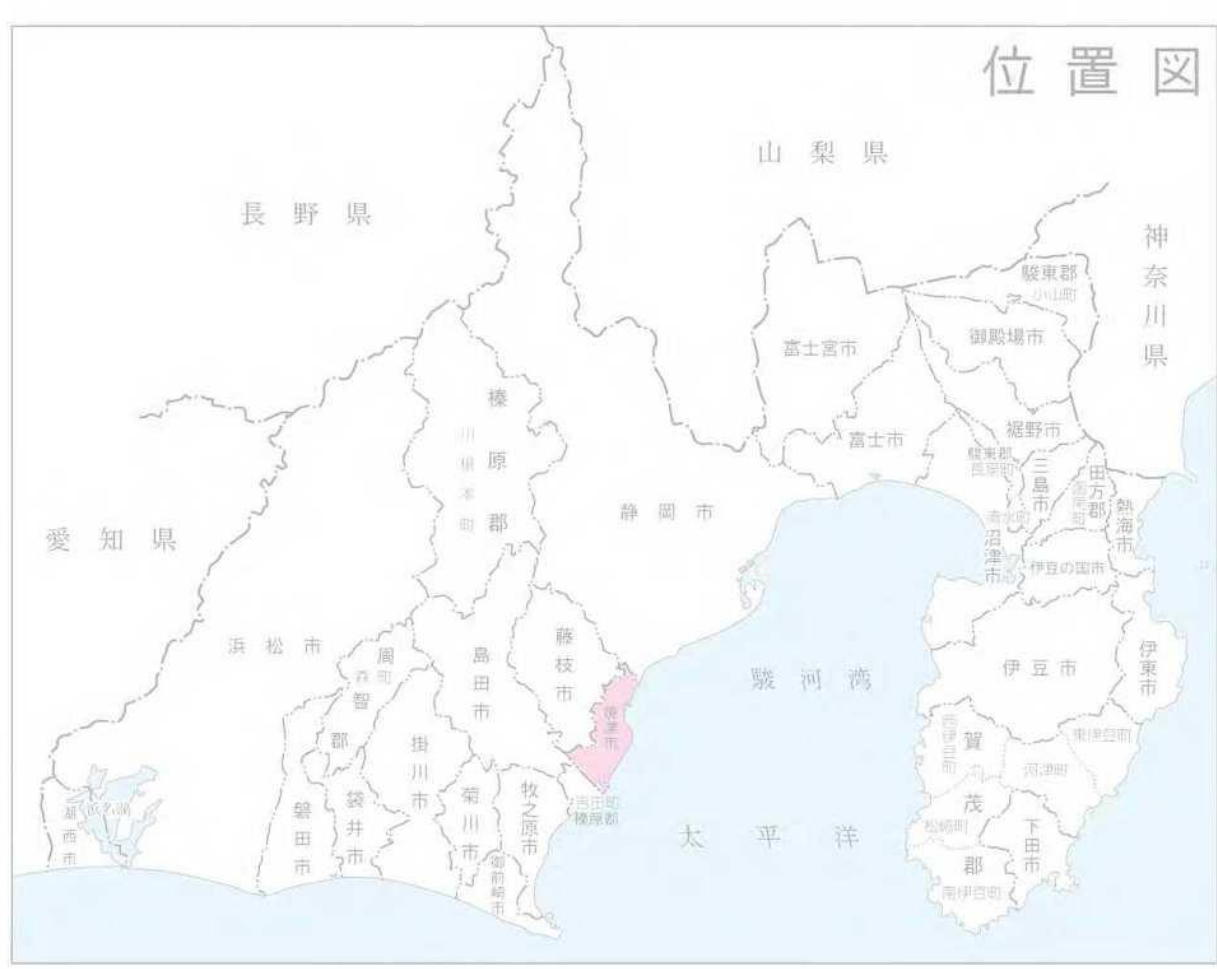 位置図
山梨県
長野県
神奈川県
駿東郡
小山町
御殿場市
富士宮市
裾野市
富士市
駿東郡
長泉町
三島市
田方郡
函南町
熱海市
清水町
沼津市
伊豆の国市
榛原郡
川根本町
静岡市
愛知県
浜松市
周智郡
森町
島田市
藤枝市
焼津市
駿河湾
伊豆市
伊東市
掛川市
菊川市
牧之原市
御前崎市
吉田町
榛原郡
磐田市
袋井市
湖西市
浜名湖
太平洋
賀茂郡
西伊豆町
東伊豆町
河津町
松崎町
下田市
南伊豆町